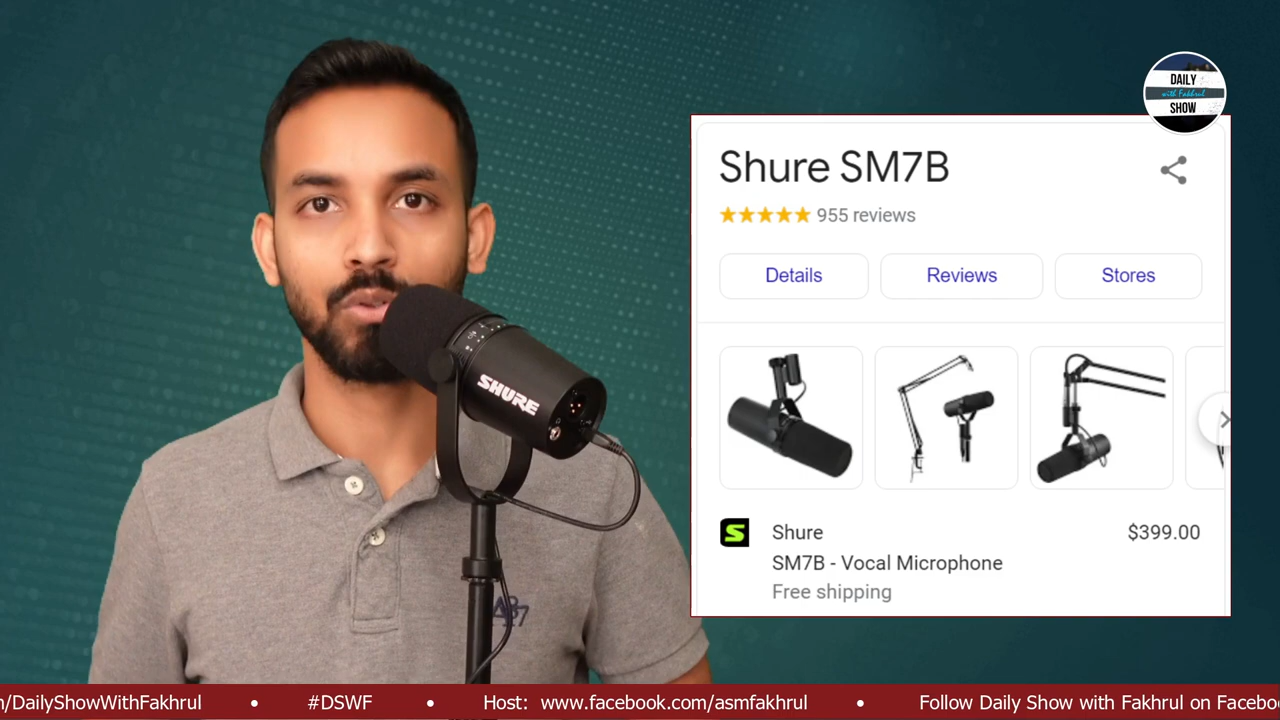 DAILY
with Fakhrul
SHOW
Shure SM7B
955 reviews
Details
Reviews
Stores
SHURE
Shure
$399.00
SM7B - Vocal Microphone
Free shipping
/DailyShowWithFakhrul • #DSWF • Host: www.facebook.com/asmfakhrul • Follow Daily Show with Fakhrul on